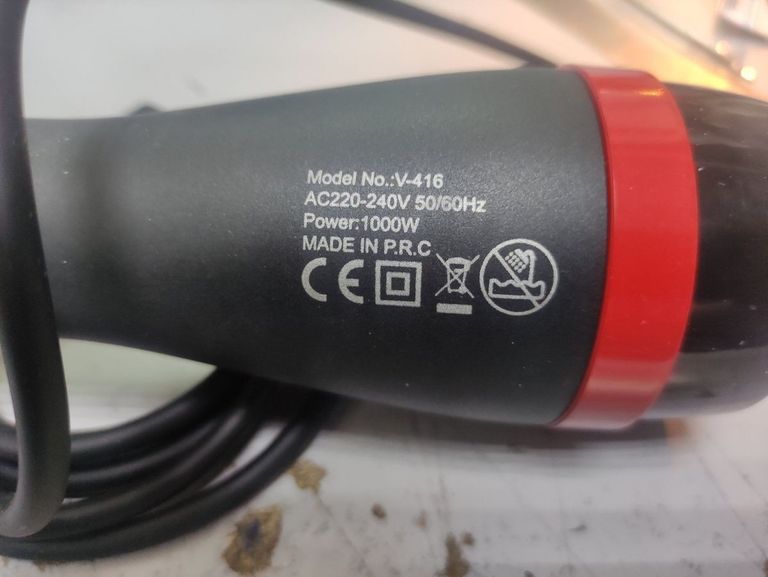 Model No.:V-416
AC220-240V 50/60Hz
Power:1000W
MADE IN P.R.C
CE